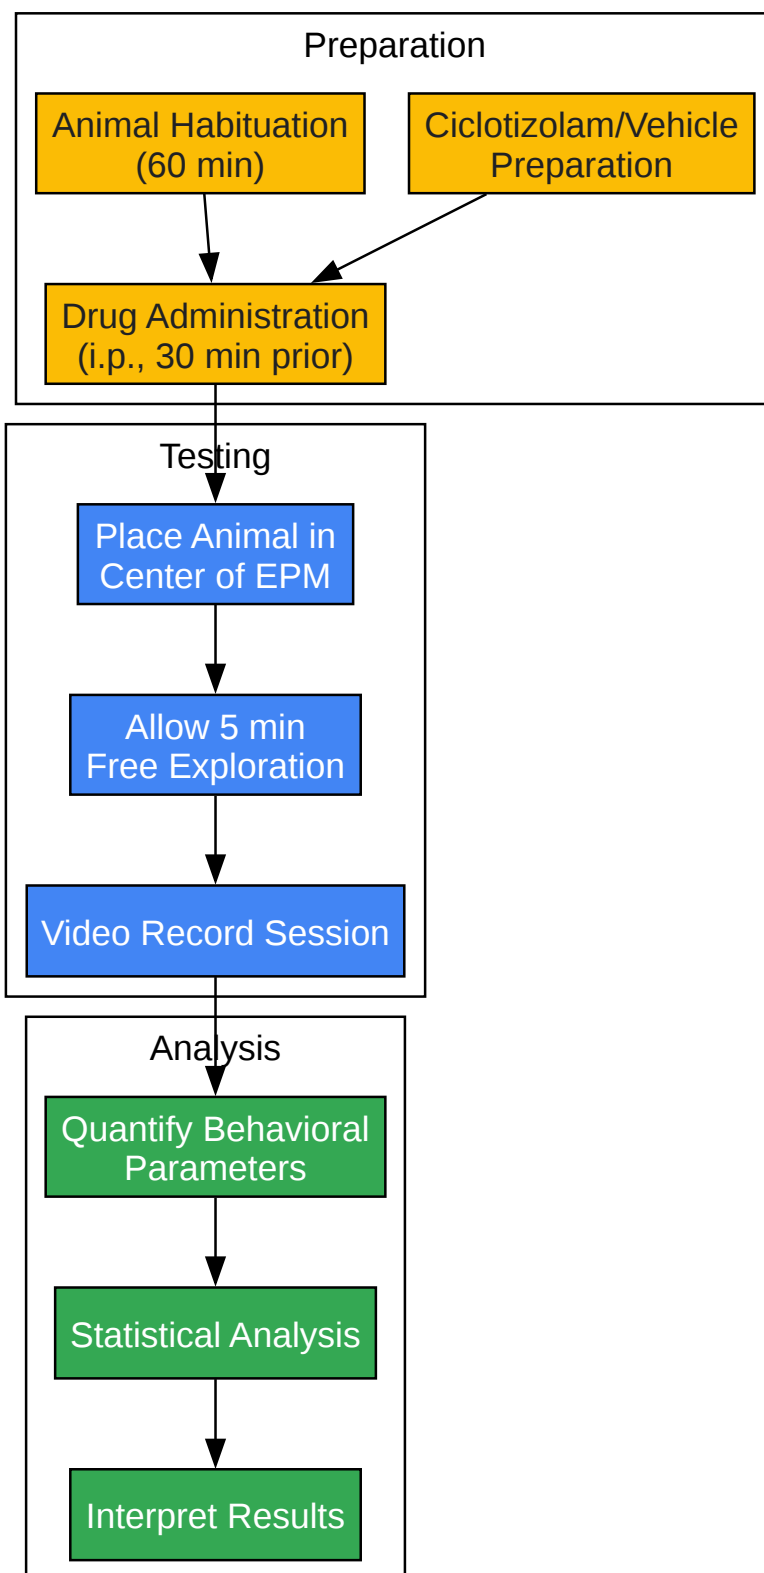 Preparation
Animal Habituation
(60 min)
Ciclotizolam/Vehicle
Preparation
Drug Administration
(i.p., 30 min prior)
Testing
Place Animal in
Center of EPM
Allow 5 min
Free Exploration
Video Record Session
Analysis
Quantify Behavioral
Parameters
Statistical Analysis
Interpret Results